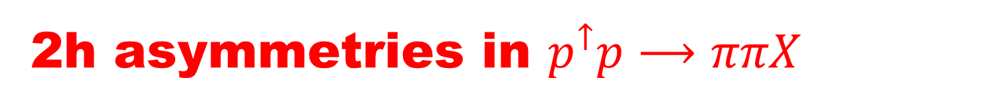 2h asymmetries in p↑p ⟶ ππX